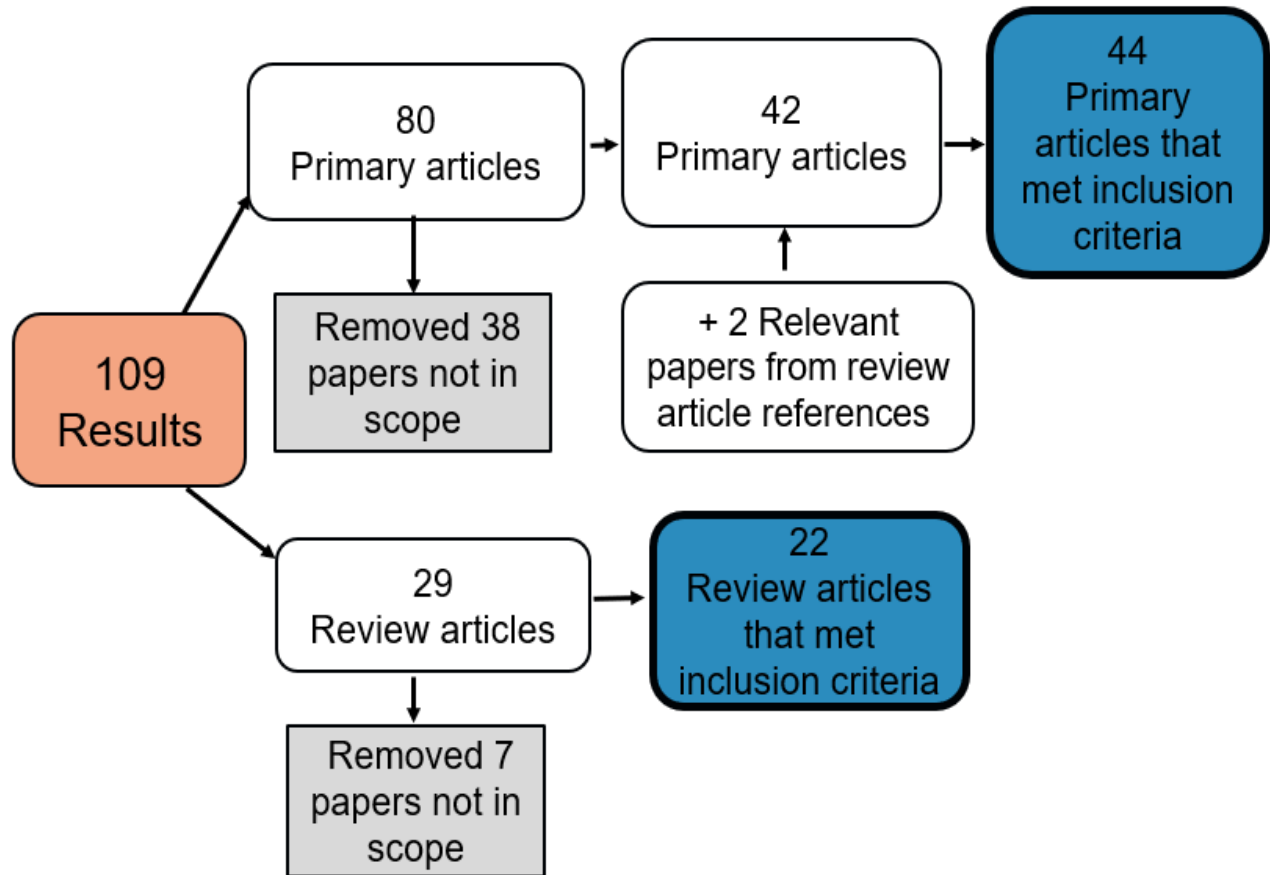 109
Results
80
Primary articles
Removed 38
papers not in
scope
42
Primary articles
+ 2 Relevant
papers from review
article references
44
Primary
articles that
met inclusion
criteria
29
Review articles
Removed 7
papers not in
scope
22
Review articles
that met
inclusion criteria